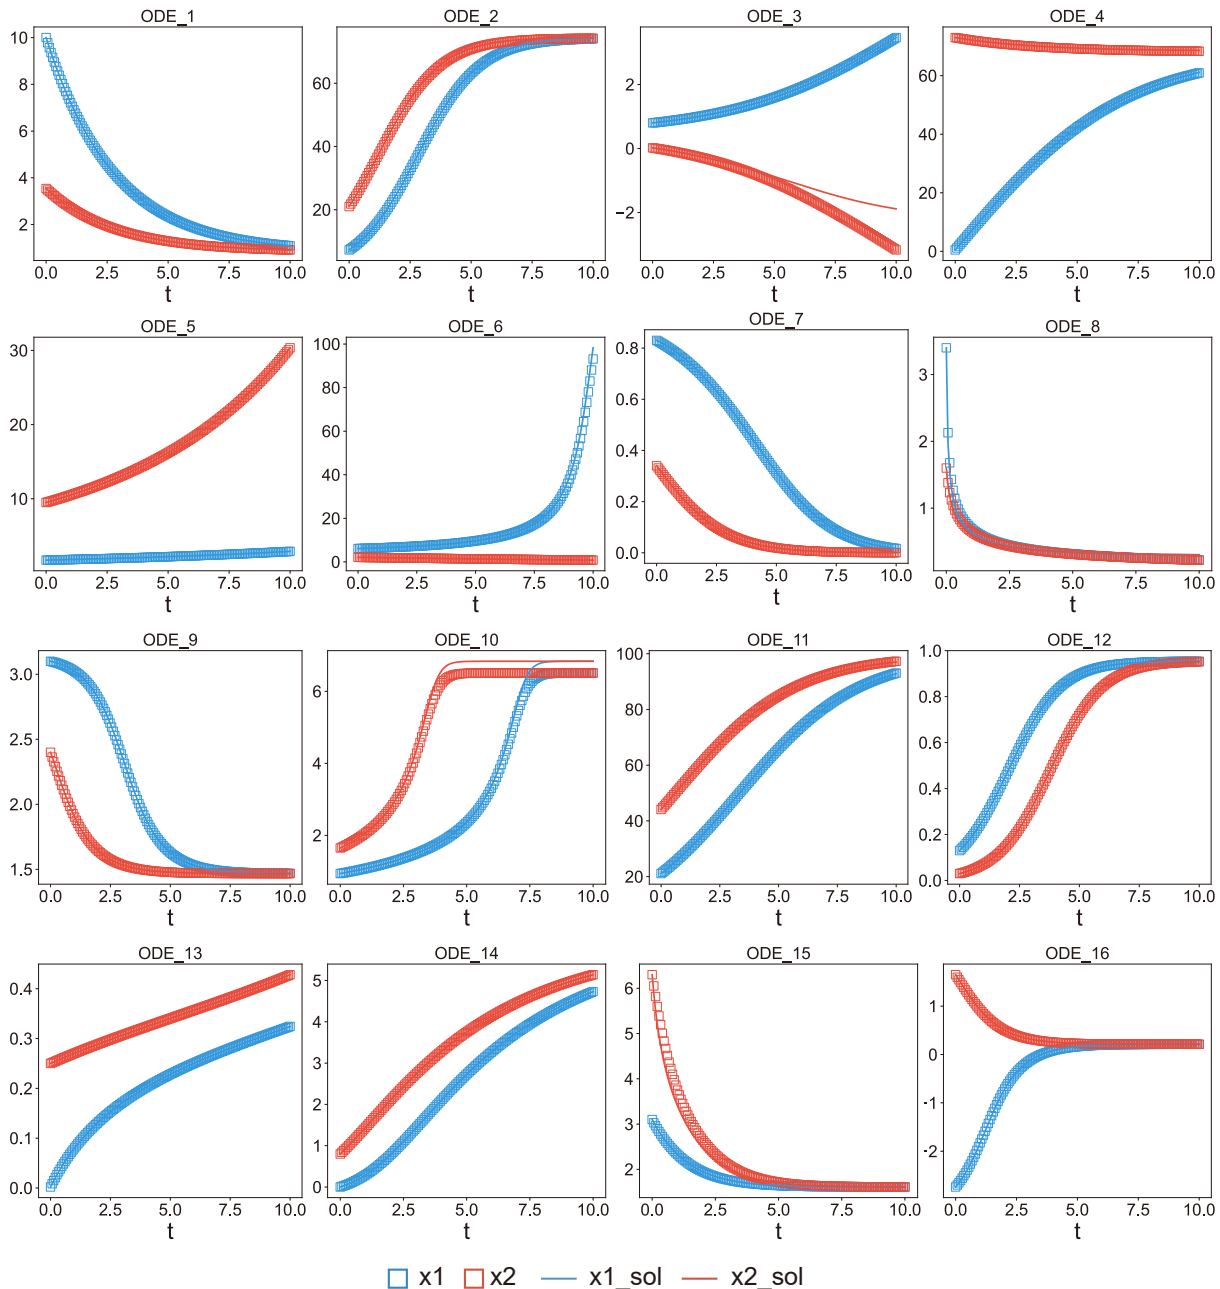 ODE_1 ODE_2 ODE_3 ODE_4
10
8
6
4
2
0.0 2.5 5.0 7.5 10.0
t
60
40
20
0.0 2.5 5.0 7.5 10.0
t
2
0
−2
0.0 2.5 5.0 7.5 10.0
t
60
40
20
0
0.0 2.5 5.0 7.5 10.0
t
ODE_5 ODE_6 ODE_7 ODE_8
30
20
10
0.0 2.5 5.0 7.5 10.0
t
100
80
60
40
20
0
0.0 2.5 5.0 7.5 10.0
t
0.8
0.6
0.4
0.2
0.0
0.0 2.5 5.0 7.5 10.0
t
3
2
1
0.0 2.5 5.0 7.5 10.0
t
ODE_9 ODE_10 ODE_11 ODE_12
3.0
2.5
2.0
1.5
0.0 2.5 5.0 7.5 10.0
t
6
4
2
0.0 2.5 5.0 7.5 10.0
t
100
80
60
40
20
0.0 2.5 5.0 7.5 10.0
t
1.0
0.8
0.6
0.4
0.2
0.0
0.0 2.5 5.0 7.5 10.0
t
ODE_13 ODE_14 ODE_15 ODE_16
0.4
0.3
0.2
0.1
0.0
0.0 2.5 5.0 7.5 10.0
t
5
4
3
2
1
0
0.0 2.5 5.0 7.5 10.0
t
6
5
4
3
2
0.0 2.5 5.0 7.5 10.0
t
1
0
-1
-2
0.0 2.5 5.0 7.5 10.0
t
x1 x2 x1_sol x2_sol